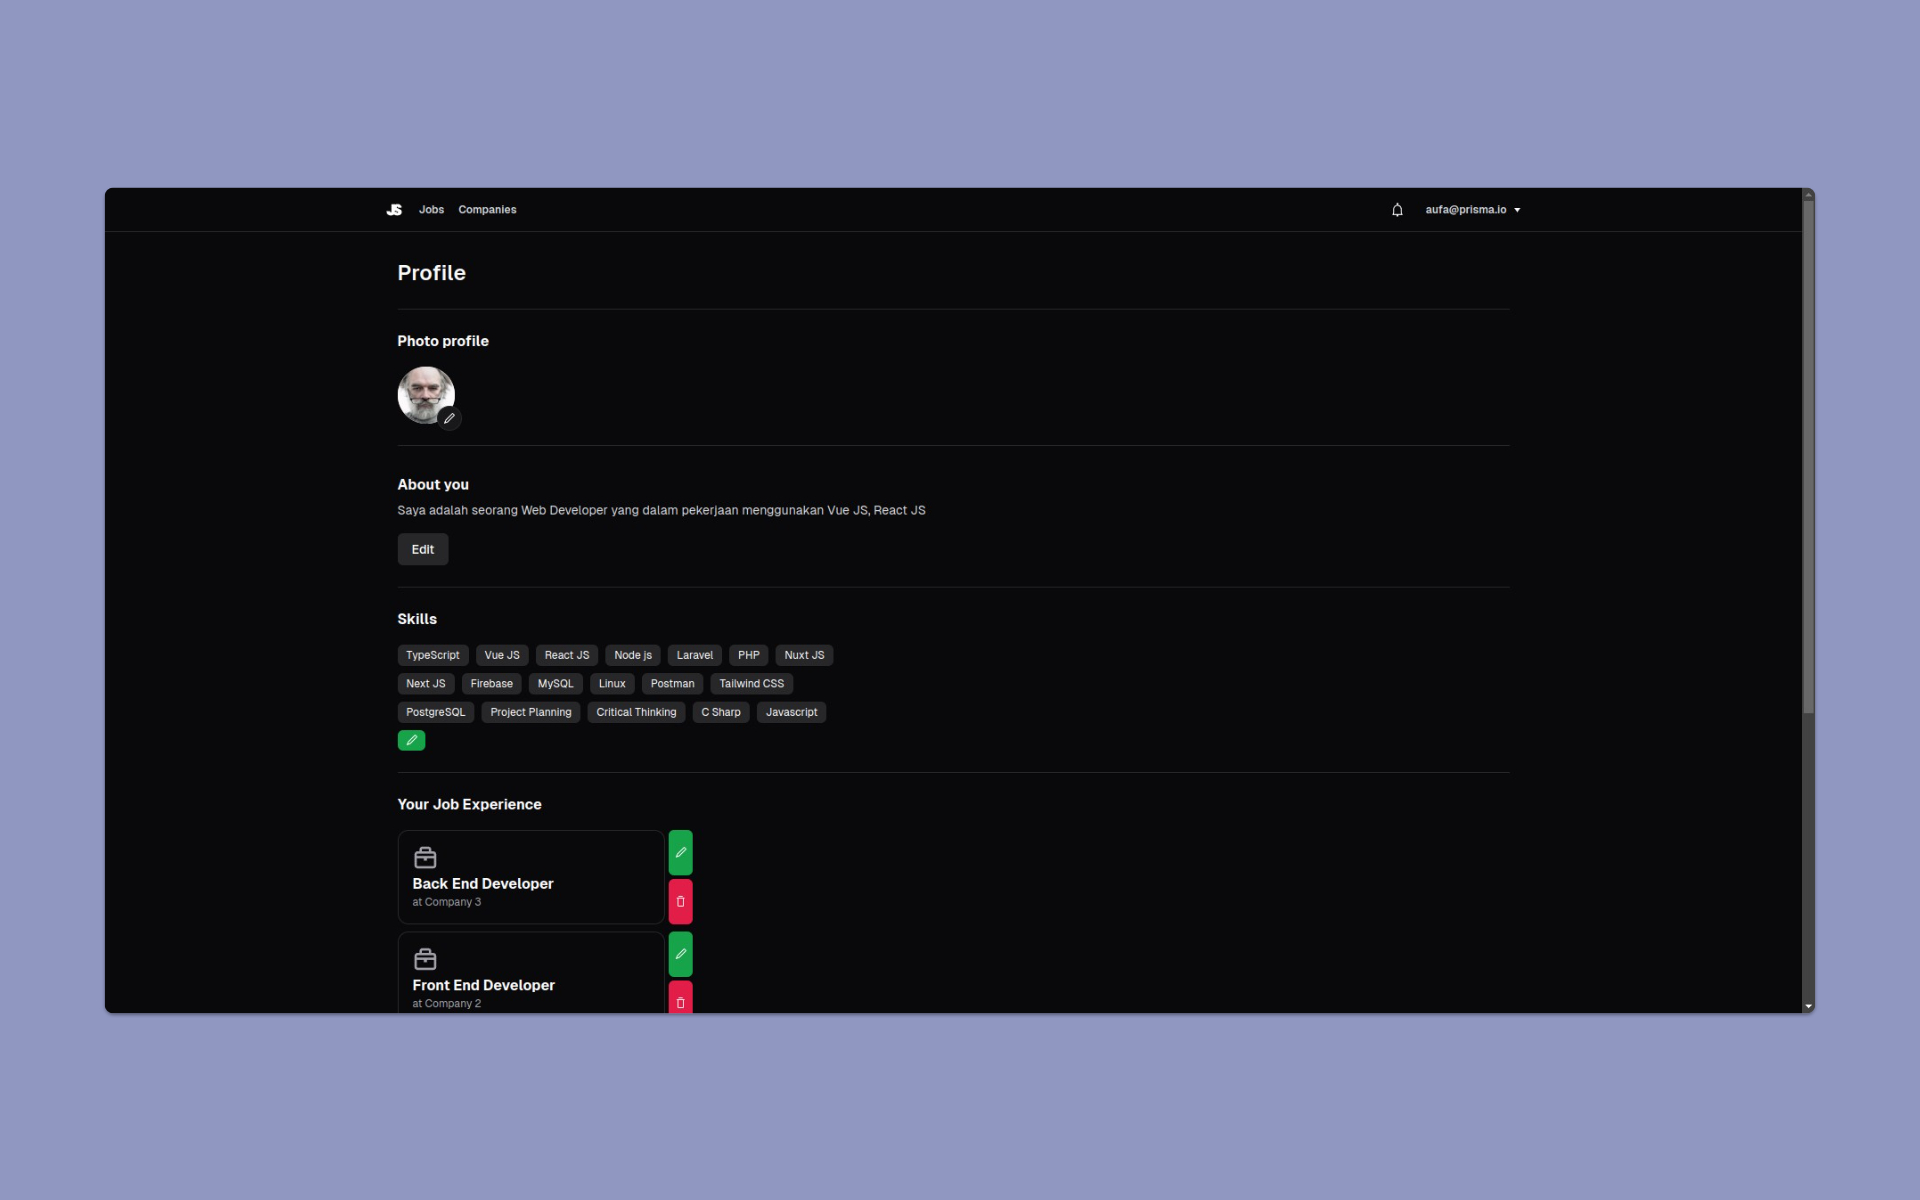 JS Jobs Companies aufa@prisma.io
Profile
Photo profile
About you
Saya adalah seorang Web Developer yang dalam pekerjaan menggunakan Vue JS, React JS
Edit
Skills
TypeScript Vue JS React JS Node js Laravel PHP Nuxt JS
Next JS Firebase MySQL Linux Postman Tailwind CSS
PostgreSQL Project Planning Critical Thinking C Sharp Javascript
Your Job Experience
Back End Developer
at Company 3
Front End Developer
at Company 2